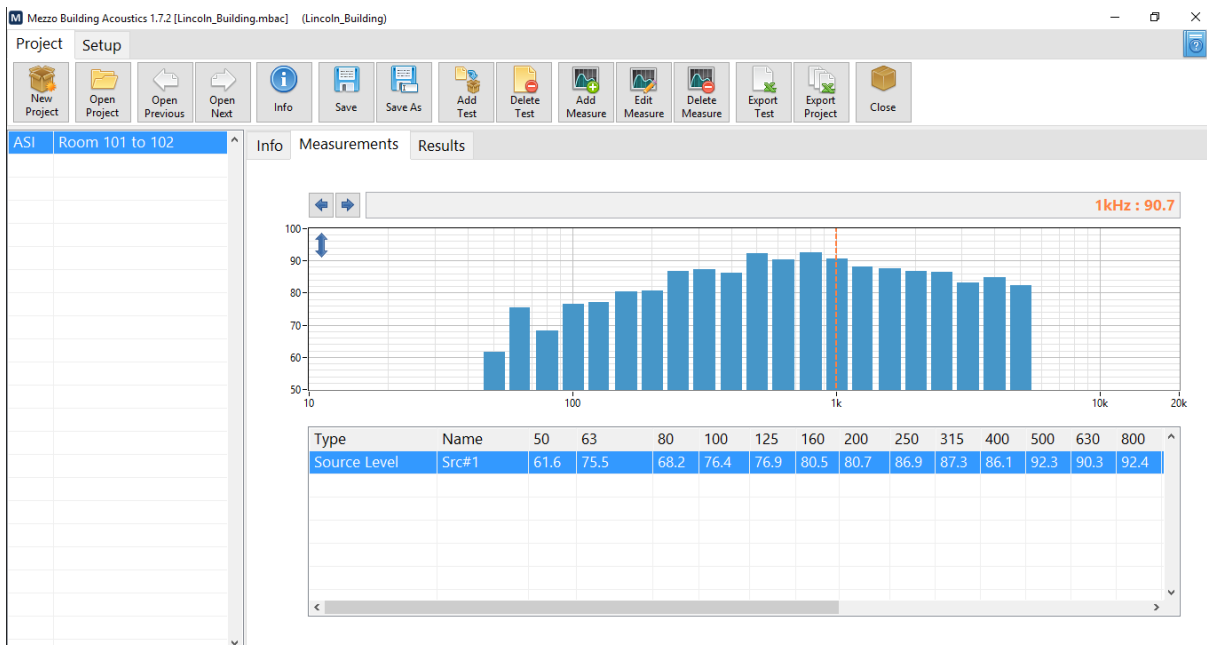 Mezzo Building Acoustics 1.7.2 [Lincoln_Building.mbac] (Lincoln_Building)
Project Setup
New Project
Open Project
Open Previous
Open Next
Info
Save
Save As
Add Test
Delete Test
Add Measure
Edit Measure
Delete Measure
Export Test
Export Project
Close
ASI Room 101 to 102
Info Measurements Results
1kHz : 90.7
100
90
80
70
60
50
10 100 1k 10k 20k
Type Name 50 63 80 100 125 160 200 250 315 400 500 630 800
Source Level Src#1 61.6 75.5 68.2 76.4 76.9 80.5 80.7 86.9 87.3 86.1 92.3 90.3 92.4